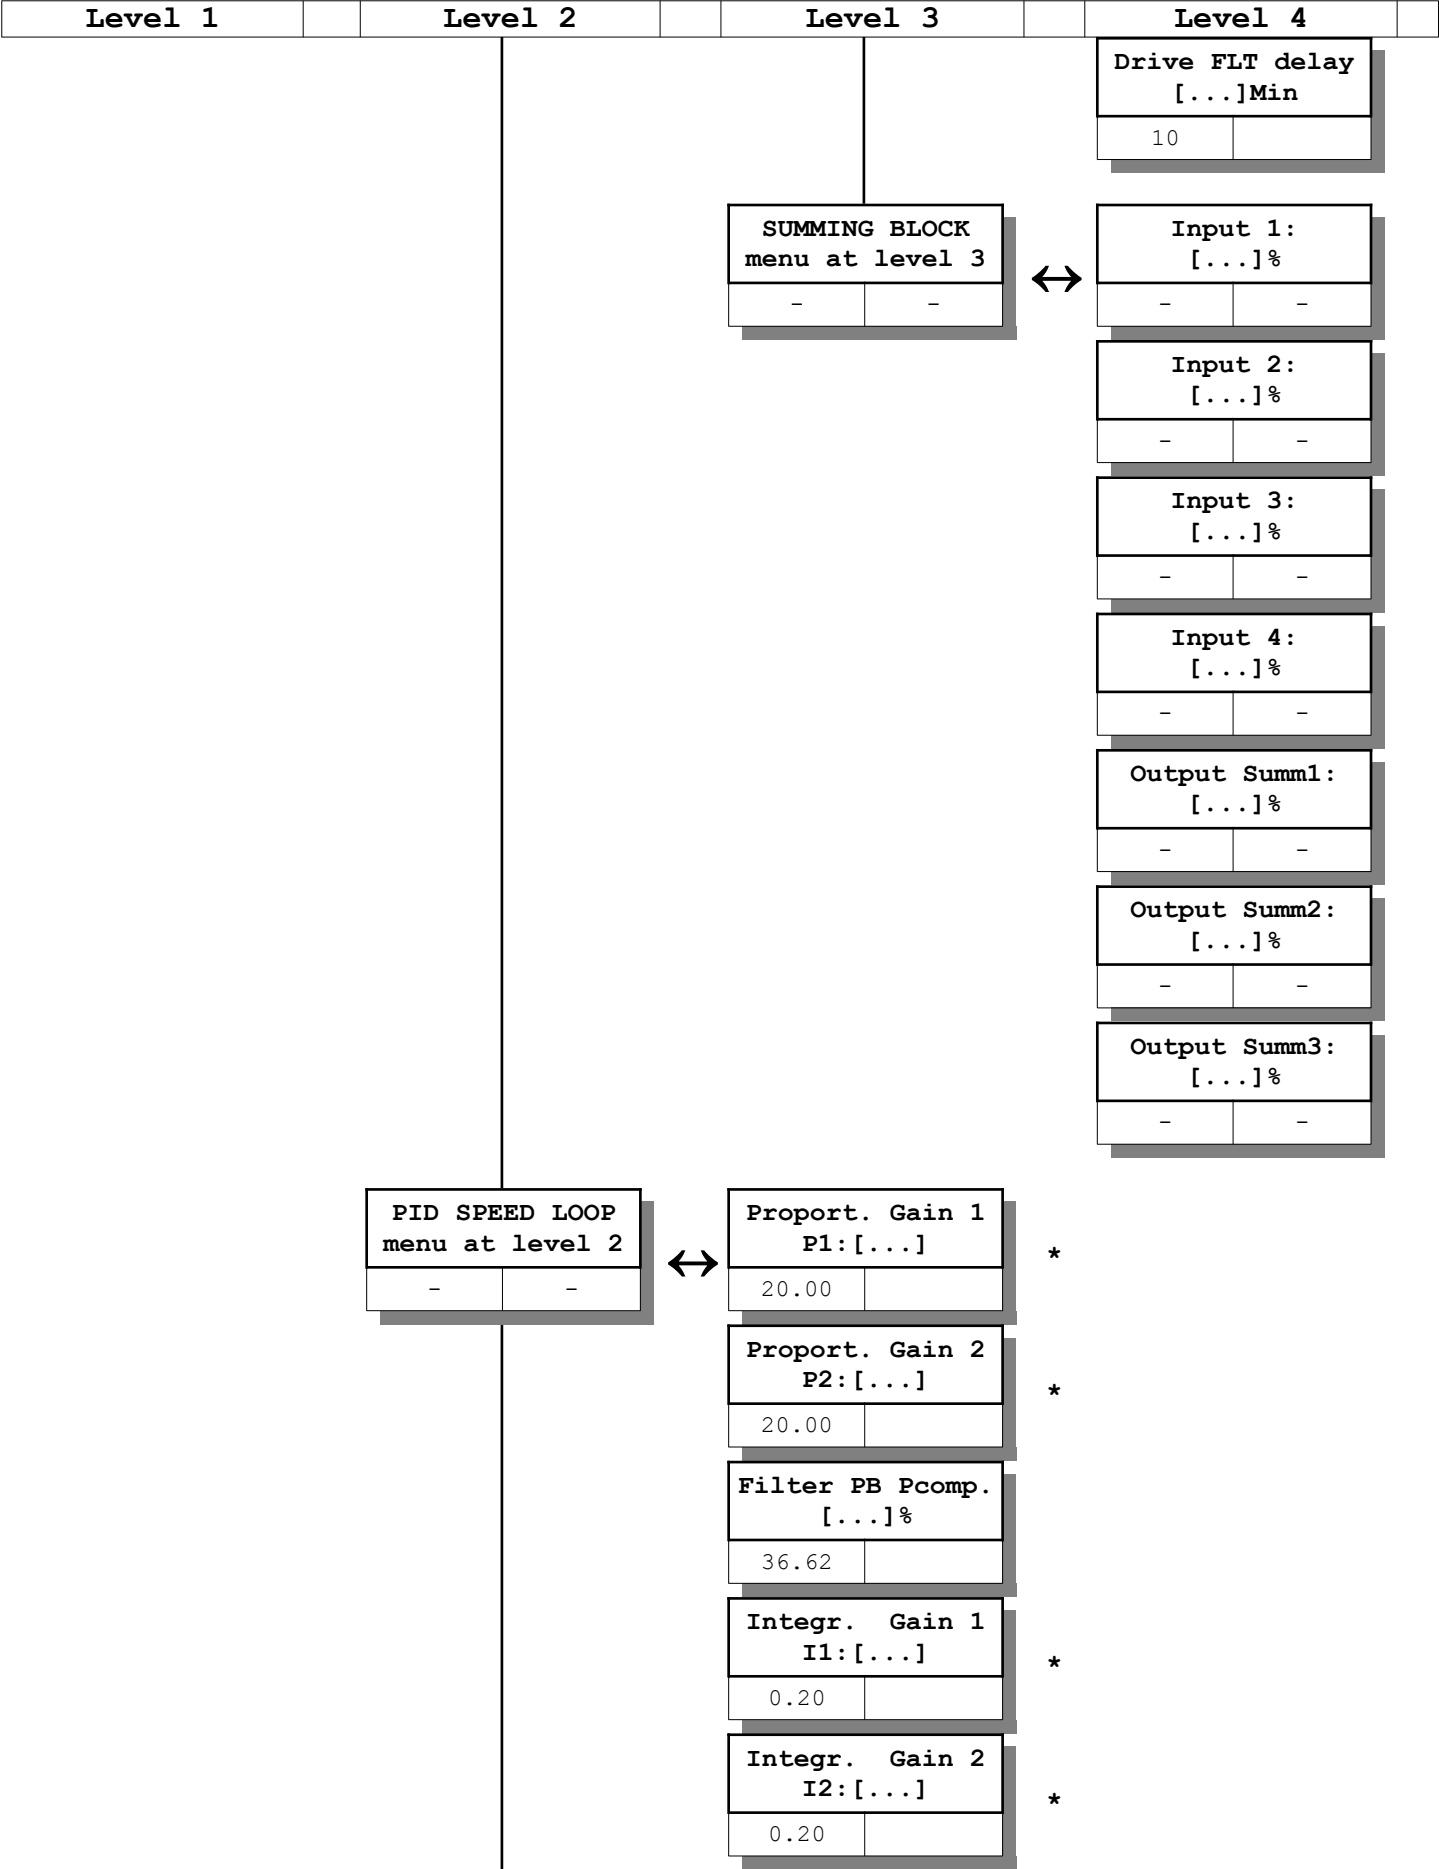 Level 1 Level 2 Level 3 Level 4
Drive FLT delay
[...]Min
10
SUMMING BLOCK
menu at level 3
- -
Input 1:
[...]%
- -
Input 2:
[...]%
- -
Input 3:
[...]%
- -
Input 4:
[...]%
- -
Output Summ1:
[...]%
- -
Output Summ2:
[...]%
- -
Output Summ3:
[...]%
- -
PID SPEED LOOP
menu at level 2
- -
Proport. Gain 1
P1:[...]
*
20.00
Proport. Gain 2
P2:[...]
*
20.00
Filter PB Pcomp.
[...]%
36.62
Integr.  Gain 1
I1:[...]
*
0.20
Integr.  Gain 2
I2:[...]
*
0.20